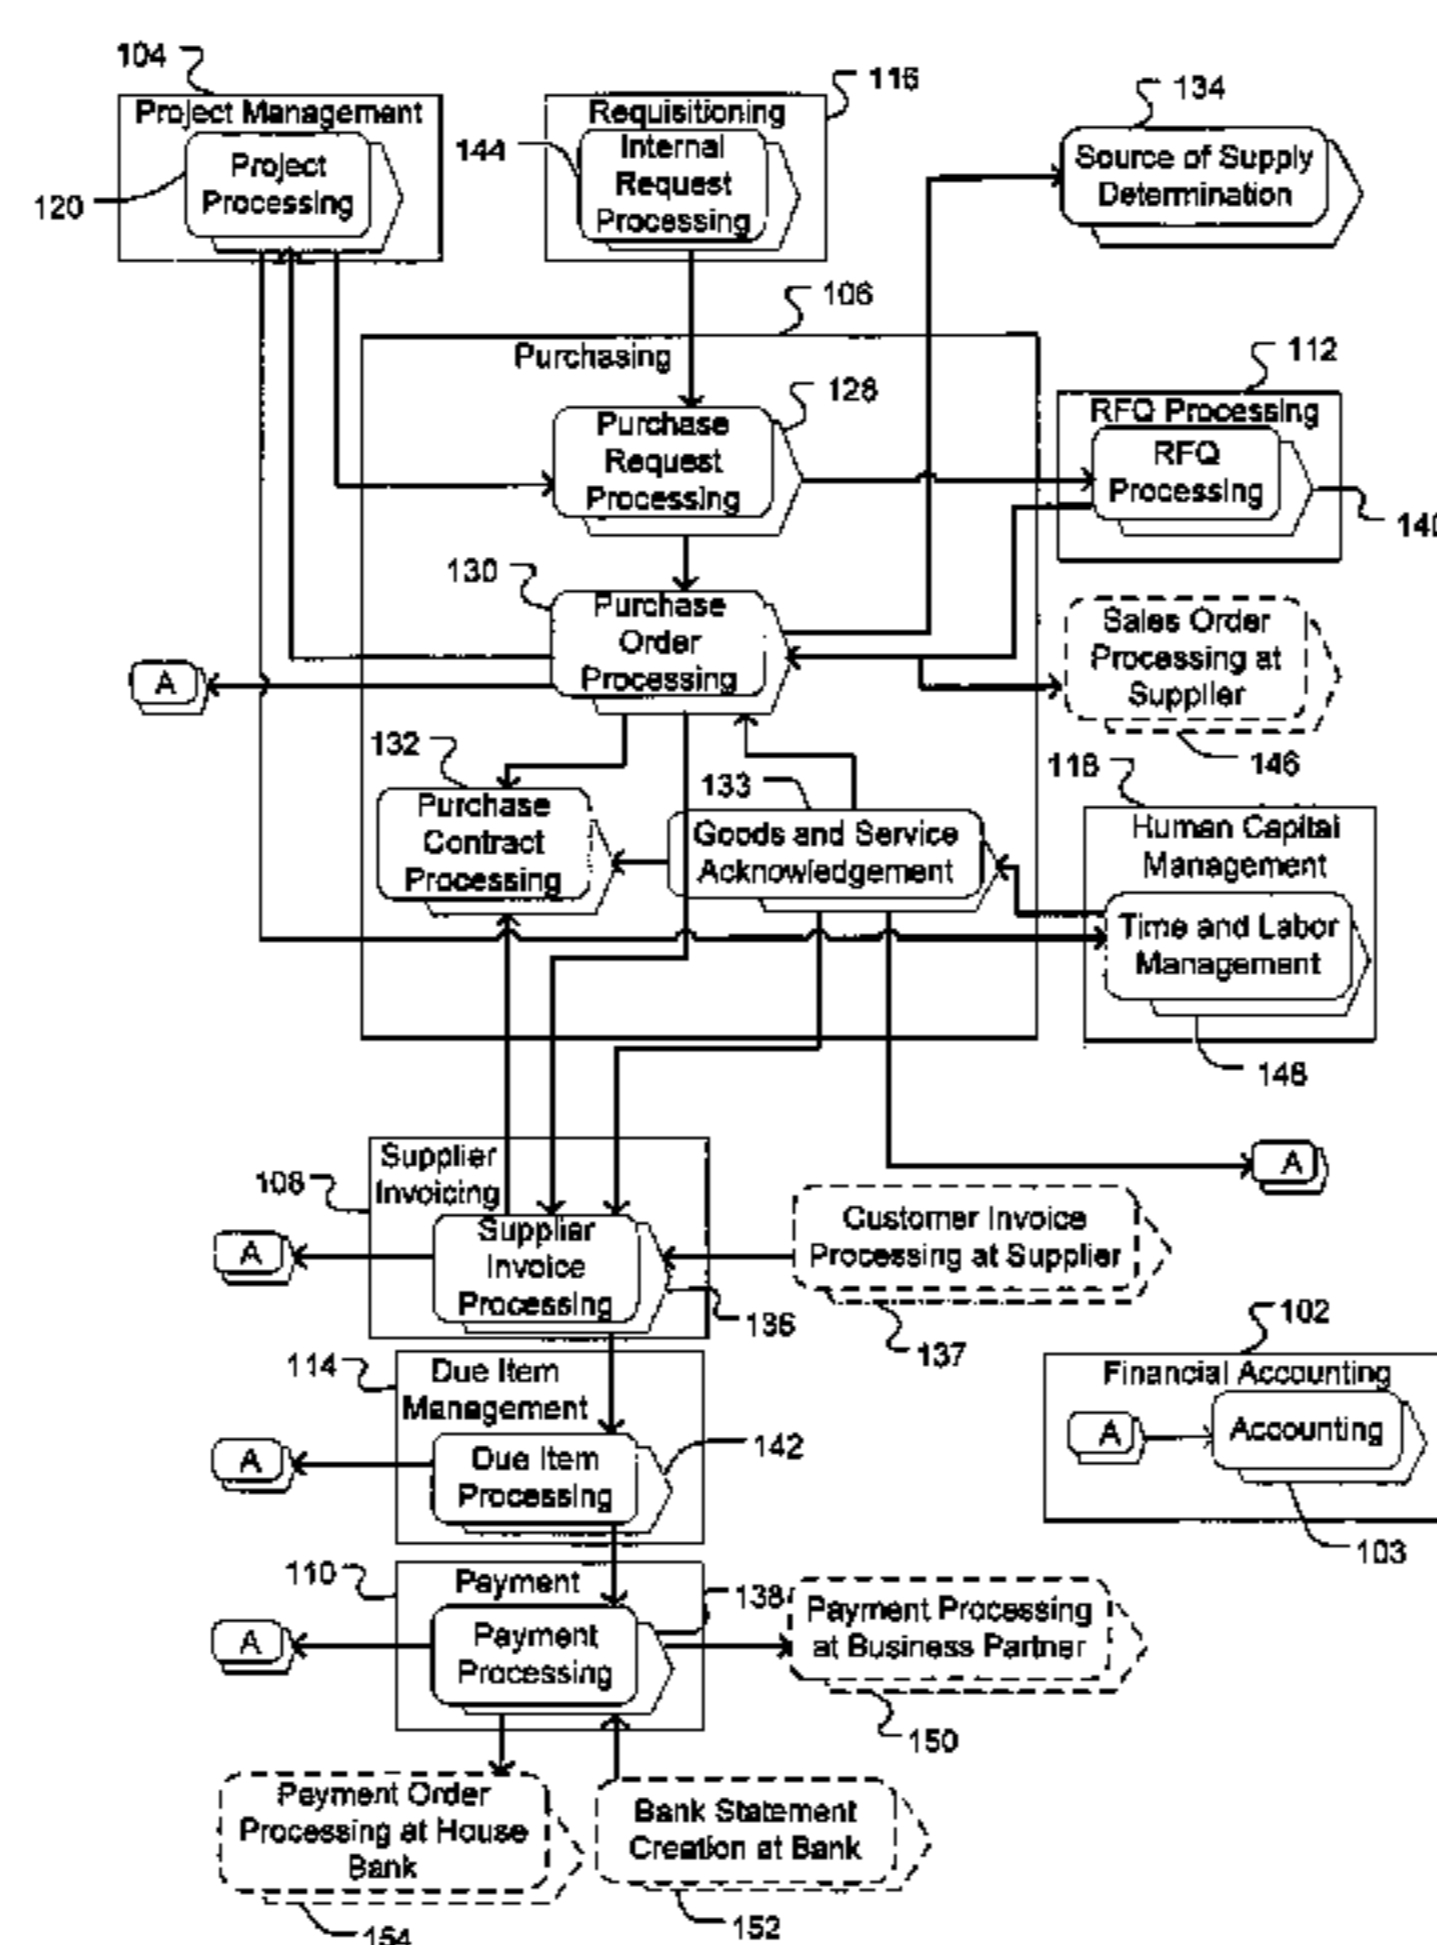 104
Project Management
Project
Processing
120
116
Requisitioning
144
Internal
Request
Processing
134
Source of Supply
Determination
106
Purchasing
128
Purchase
Request
Processing
112
RFQ Processing
RFQ
Processing
140
130
Purchase
Order
Processing
A
Sales Order
Processing at
Supplier
146
132
Purchase
Contract
Processing
133
Goods and Service
Acknowledgement
118
Human Capital
Management
Time and Labor
Management
148
A
108
Supplier
Invoicing
Supplier
Invoice
Processing
A
136
Customer Invoice
Processing at Supplier
137
102
Financial Accounting
A
Accounting
103
114
Due Item
Management
Due Item
Processing
A
142
110
Payment
Payment
Processing
A
138
Payment Processing
at Business Partner
150
Payment Order
Processing at House
Bank
154
Bank Statement
Creation at Bank
152